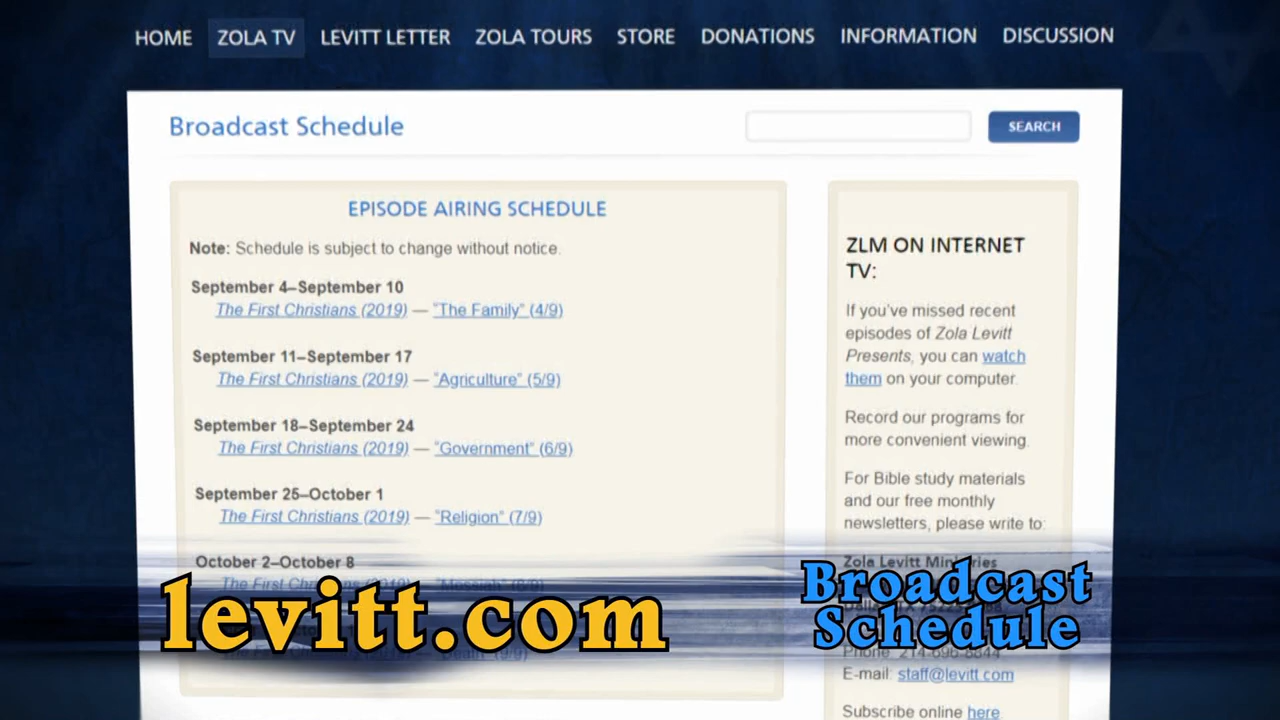 HOME ZOLA TV LEVITT LETTER ZOLA TOURS STORE DONATIONS INFORMATION DISCUSSION
Broadcast Schedule
SEARCH
EPISODE AIRING SCHEDULE
Note: Schedule is subject to change without notice.
September 4–September 10
The First Christians (2019) — "The Family" (4/9)
September 11–September 17
The First Christians (2019) — "Agriculture" (5/9)
September 18–September 24
The First Christians (2019) — "Government" (6/9)
September 25–October 1
The First Christians (2019) — "Religion" (7/9)
October 2–October 8
ZLM ON INTERNET
TV:
If you've missed recent
episodes of Zola Levitt
Presents, you can watch
them on your computer.
Record our programs for
more convenient viewing.
For Bible study materials
and our free monthly
newsletters, please write to:
Zola Levitt Ministries
E-mail: staff@levitt.com
Subscribe online here.
levitt.com
Broadcast
Schedule